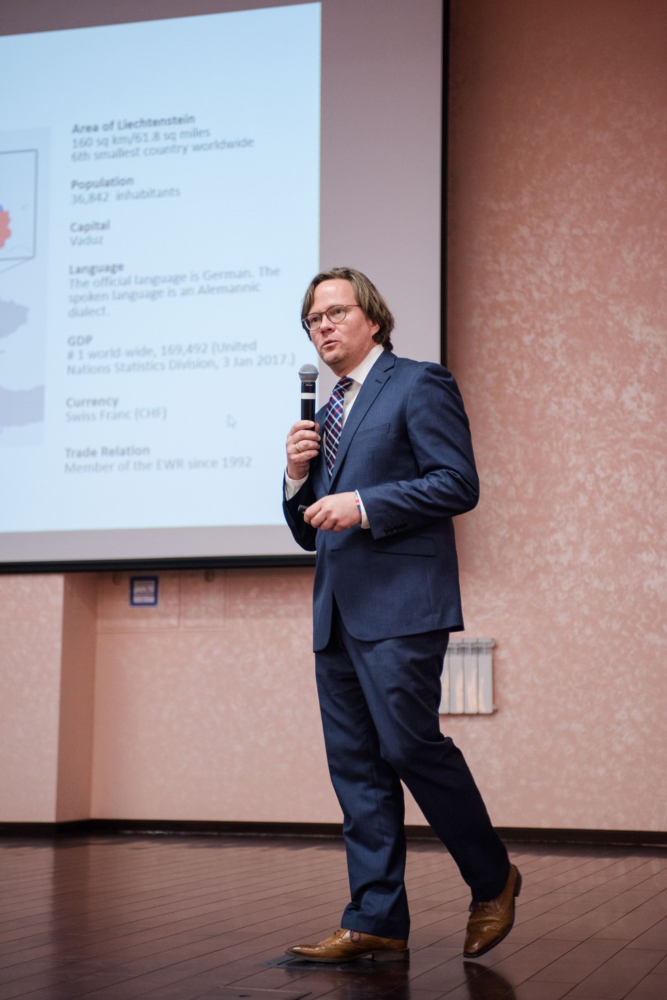 Area of Liechtenstein
160 sq km/61.8 sq miles
6th smallest country worldwide
Population
36,842 inhabitants
Capital
Vaduz
Language
The official language is German. The
spoken language is an Alemannic
dialect.
GDP
# 1 world-wide, 169,492 (United
Nations Statistics Division, 3 Jan 2017.)
Currency
Swiss Franc (CHF)
Trade Relation
Member of the EWR since 1992